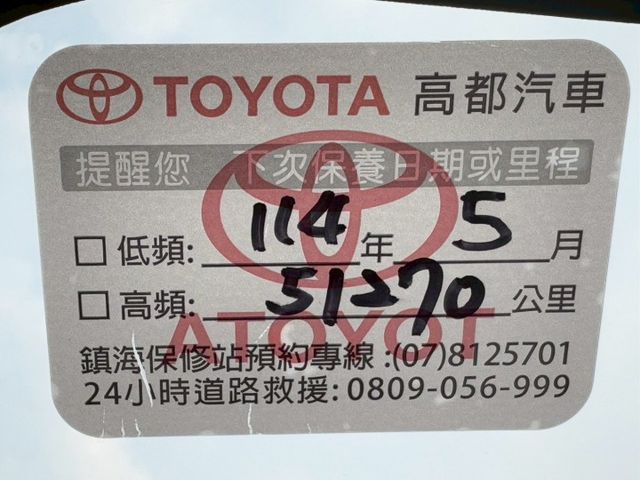 TOYOTA 高都汽車
提醒您 下次保養日期或里程
□ 低頻: 114 年 5 月
□ 高頻: 51270 公里
ATOYOT
鎮海保修站預約專線:(07)8125701
24小時道路救援: 0809-056-999